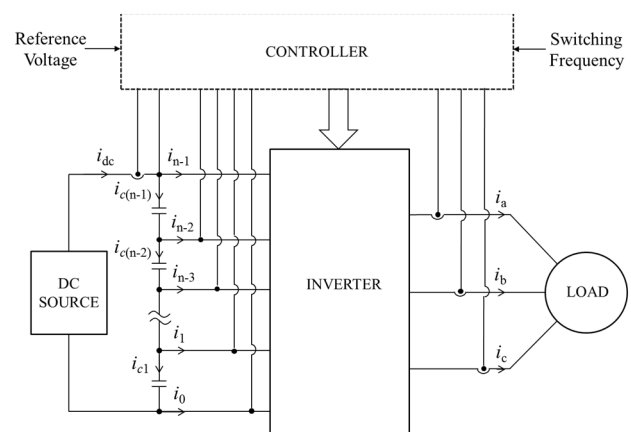 Reference
Voltage
CONTROLLER
Switching
Frequency
i_dc
i_n-1
i_c(n-1)
i_n-2
i_c(n-2)
i_n-3
i_1
i_c1
i_0
DC
SOURCE
INVERTER
i_a
i_b
i_c
LOAD